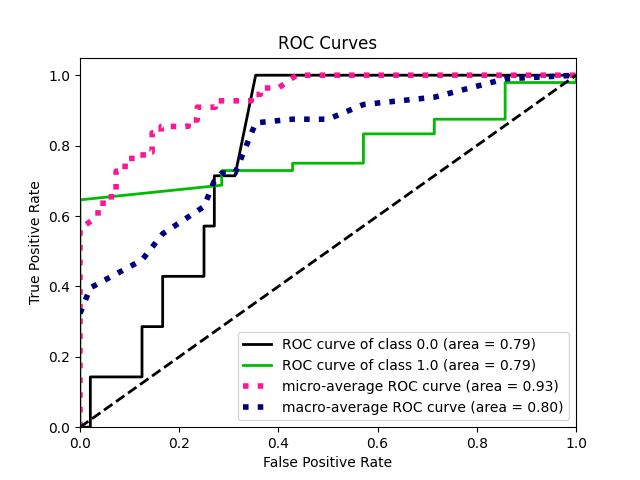 ROC Curves
1.0
0.8
0.6
0.4
0.2
0.0
True Positive Rate
ROC curve of class 0.0 (area = 0.79)
ROC curve of class 1.0 (area = 0.79)
micro-average ROC curve (area = 0.93)
macro-average ROC curve (area = 0.80)
0.0 0.2 0.4 0.6 0.8 1.0
False Positive Rate